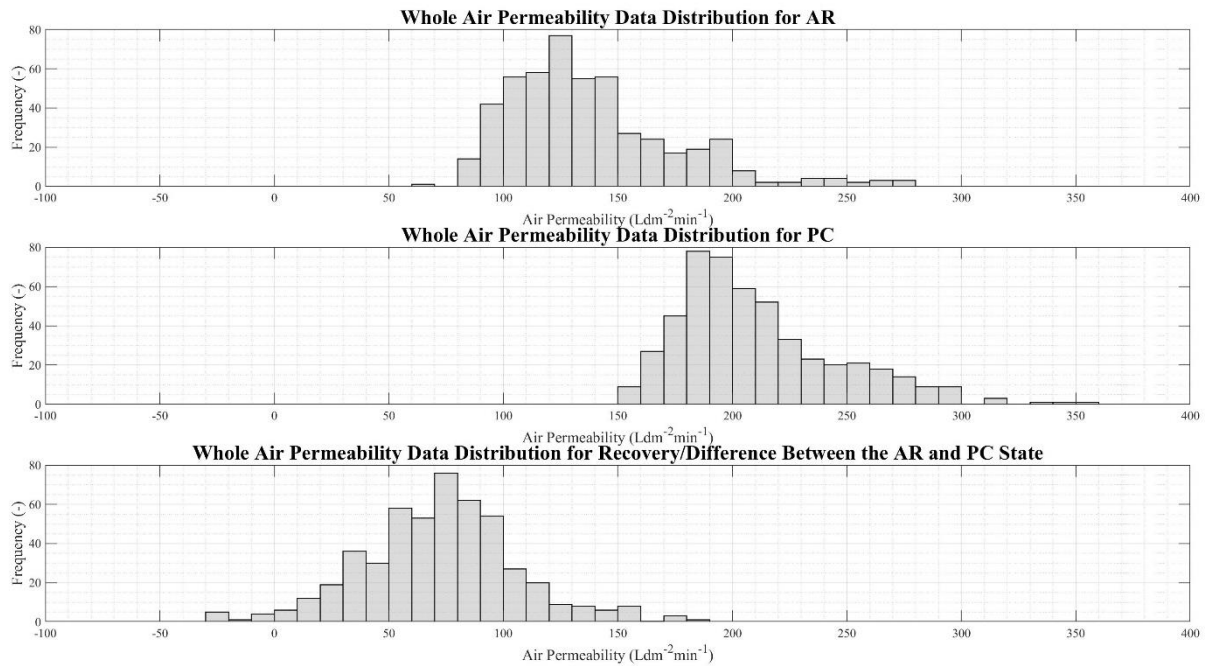 Whole Air Permeability Data Distribution for AR
Frequency (-)
80
60
40
20
0
-100 -50 0 50 100 150 200 250 300 350 400
Air Permeability (Ldm-2min-1)
Whole Air Permeability Data Distribution for PC
Frequency (-)
80
60
40
20
0
-100 -50 0 50 100 150 200 250 300 350 400
Air Permeability (Ldm-2min-1)
Whole Air Permeability Data Distribution for Recovery/Difference Between the AR and PC State
Frequency (-)
80
60
40
20
0
-100 -50 0 50 100 150 200 250 300 350 400
Air Permeability (Ldm-2min-1)